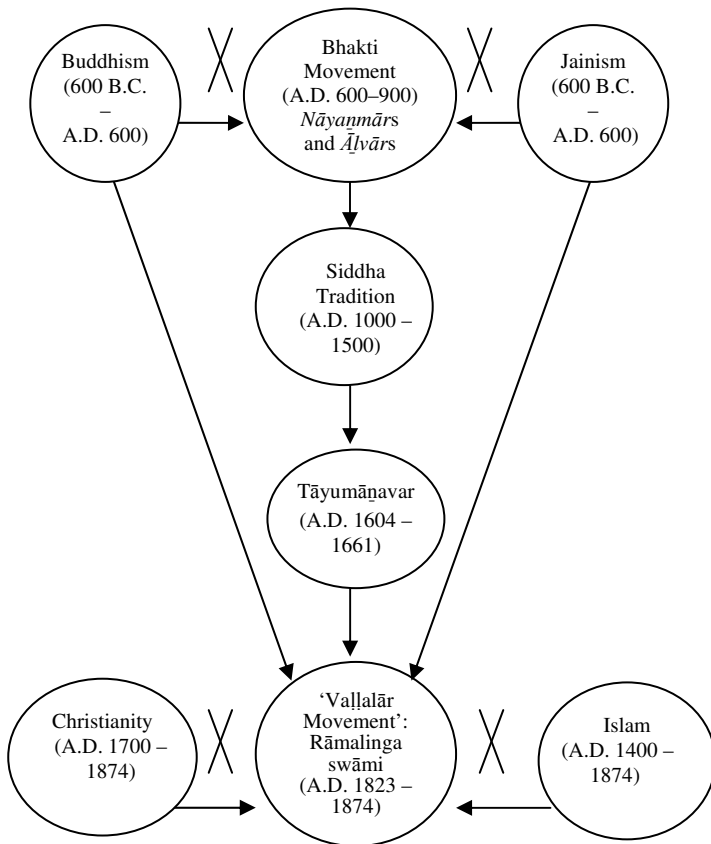 Buddhism
(600 B.C.
–
A.D. 600)
Bhakti
Movement
(A.D. 600–900)
Nāyaṉmārs
and Āḻvārs
Jainism
(600 B.C.
–
A.D. 600)
Siddha
Tradition
(A.D. 1000 –
1500)
Tāyumāṉavar
(A.D. 1604 –
1661)
Christianity
(A.D. 1700 –
1874)
‘Vaḷḷalār
Movement’:
Rāmalinga
swāmi
(A.D. 1823 –
1874)
Islam
(A.D. 1400 –
1874)